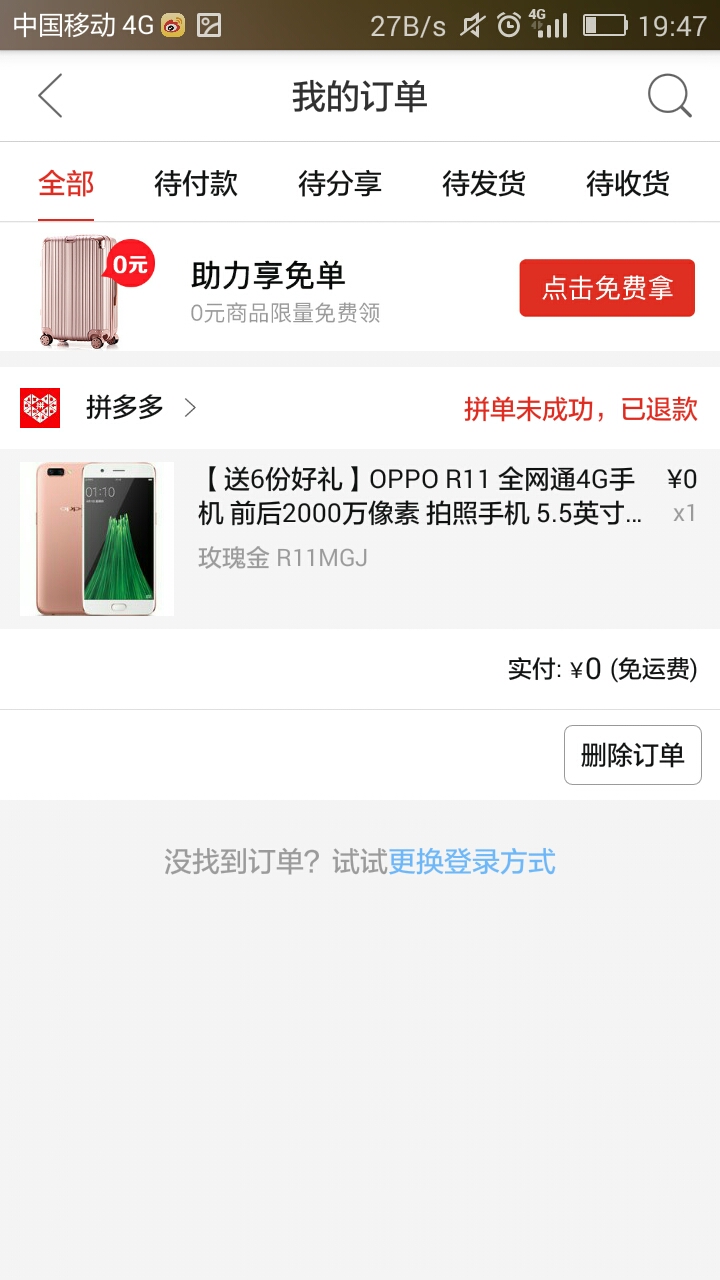 中国移动 4G 27B/s 4G 19:47
我的订单
全部 待付款 待分享 待发货 待收货
0元
助力享免单
0元商品限量免费领
点击免费拿
拼多多
拼单未成功，已退款
01:10
【送6份好礼】OPPO R11 全网通4G手 ¥0
机 前后2000万像素 拍照手机 5.5英寸... x1
玫瑰金 R11MGJ
实付: ¥0 (免运费)
删除订单
没找到订单？试试更换登录方式